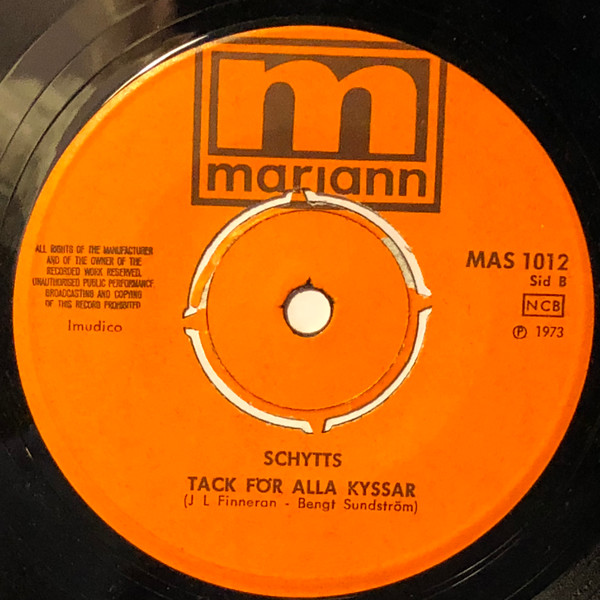 m
mariann
ALL RIGHTS OF THE MANUFACTURER
AND OF THE OWNER OF THE
RECORDED WORK RESERVED.
UNAUTHORISED PUBLIC PERFORMANCE.
BROADCASTING AND COPYING
OF THIS RECORD PROHIBITED
Imudico
MAS 1012
Sid B
NCB
Ⓟ 1973
SCHYTTS
TACK FÖR ALLA KYSSAR
(J L Finneran - Bengt Sundström)